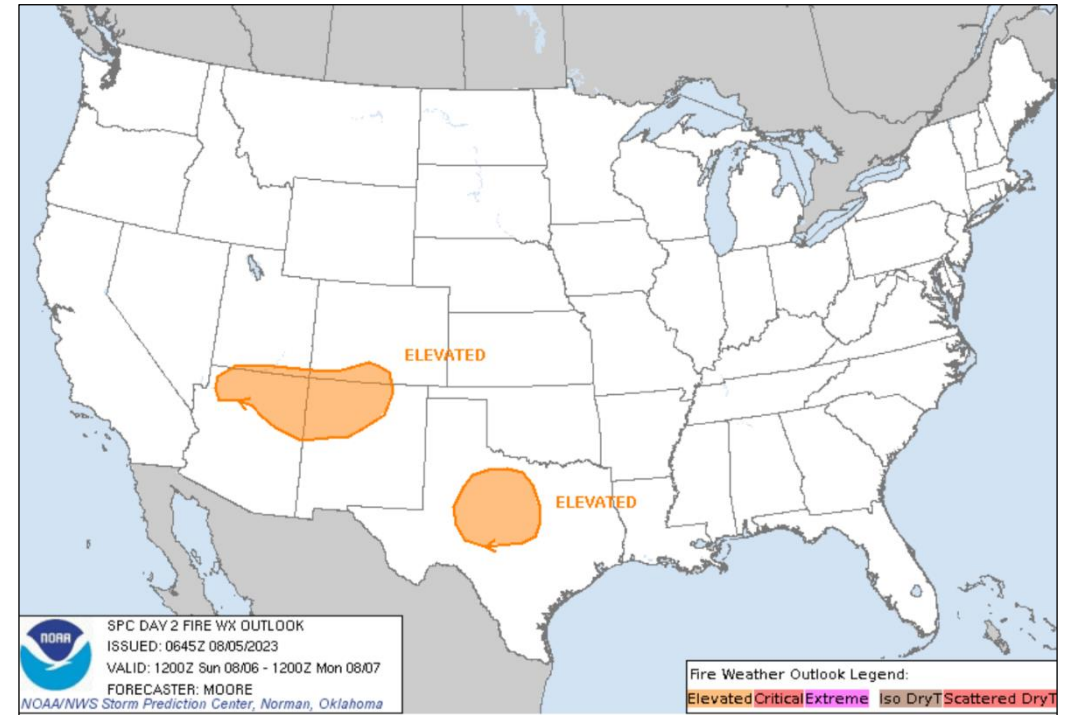 ELEVATED
ELEVATED
SPC DAY 2 FIRE WX OUTLOOK
ISSUED: 0645Z 08/05/2023
VALID: 1200Z Sun 08/06 - 1200Z Mon 08/07
FORECASTER: MOORE
NOAA/NWS Storm Prediction Center, Norman, Oklahoma
NOAA
Fire Weather Outlook Legend:
Elevated Critical Extreme Iso DryT Scattered DryT